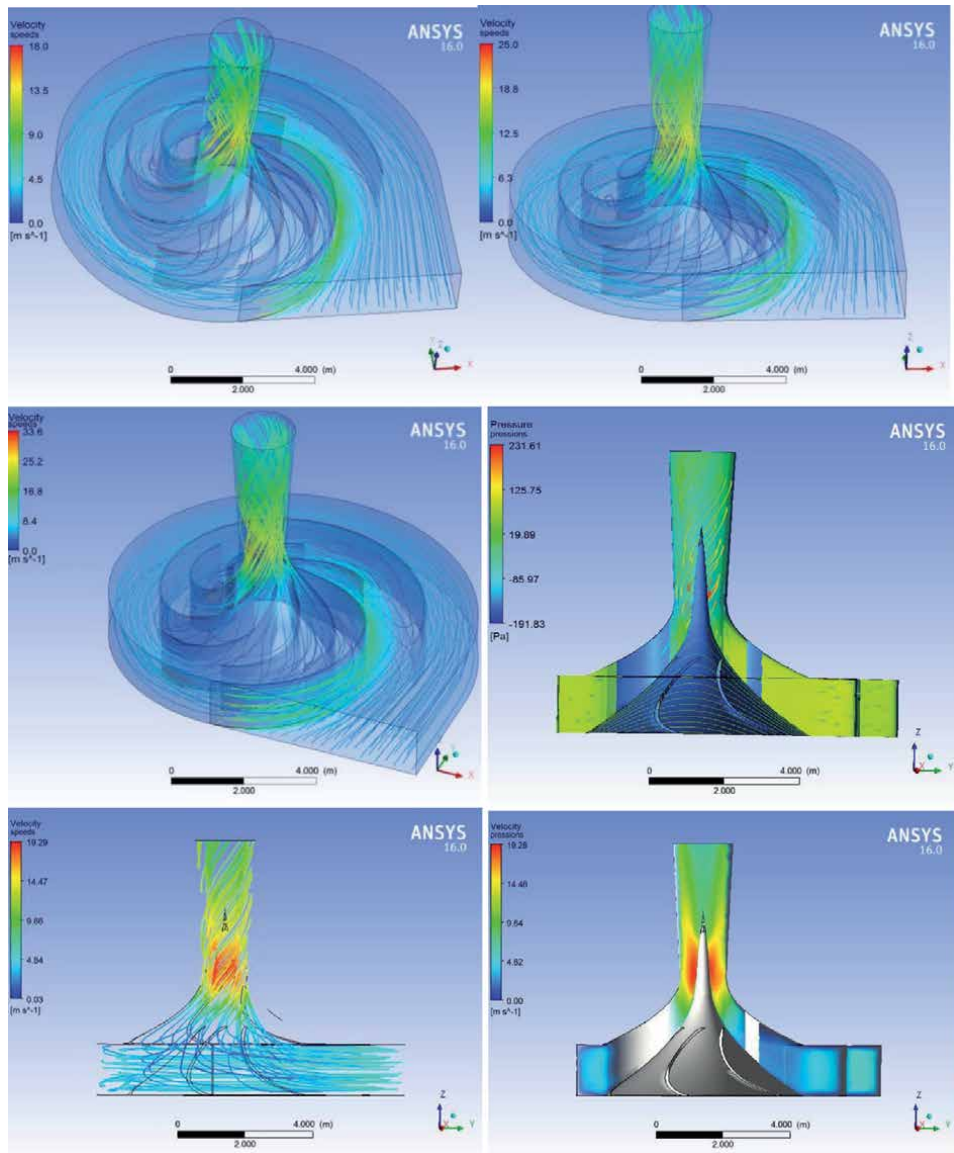 Velocity
speeds
18.0
13.5
9.0
4.5
0.0
[m s^-1]
ANSYS
16.0
Y
Z
X
0 4.000 (m)
2.000
Velocity
speeds
25.0
18.8
12.5
6.3
0.0
[m s^-1]
ANSYS
16.0
Z
X
0 4.000 (m)
2.000
Velocity
speeds
33.6
25.2
16.8
8.4
0.0
[m s^-1]
ANSYS
16.0
X
0 4.000 (m)
2.000
Pressure
pressions
231.61
125.75
19.89
-85.97
-191.83
[Pa]
ANSYS
16.0
Z
X
Y
0 4.000 (m)
2.000
Velocity
speeds
19.29
14.47
9.66
4.84
0.03
[m s^-1]
ANSYS
16.0
Z
X
Y
0 4.000 (m)
2.000
Velocity
pressions
19.28
14.46
9.64
4.82
0.00
[m s^-1]
ANSYS
16.0
Z
X
Y
0 4.000 (m)
2.000